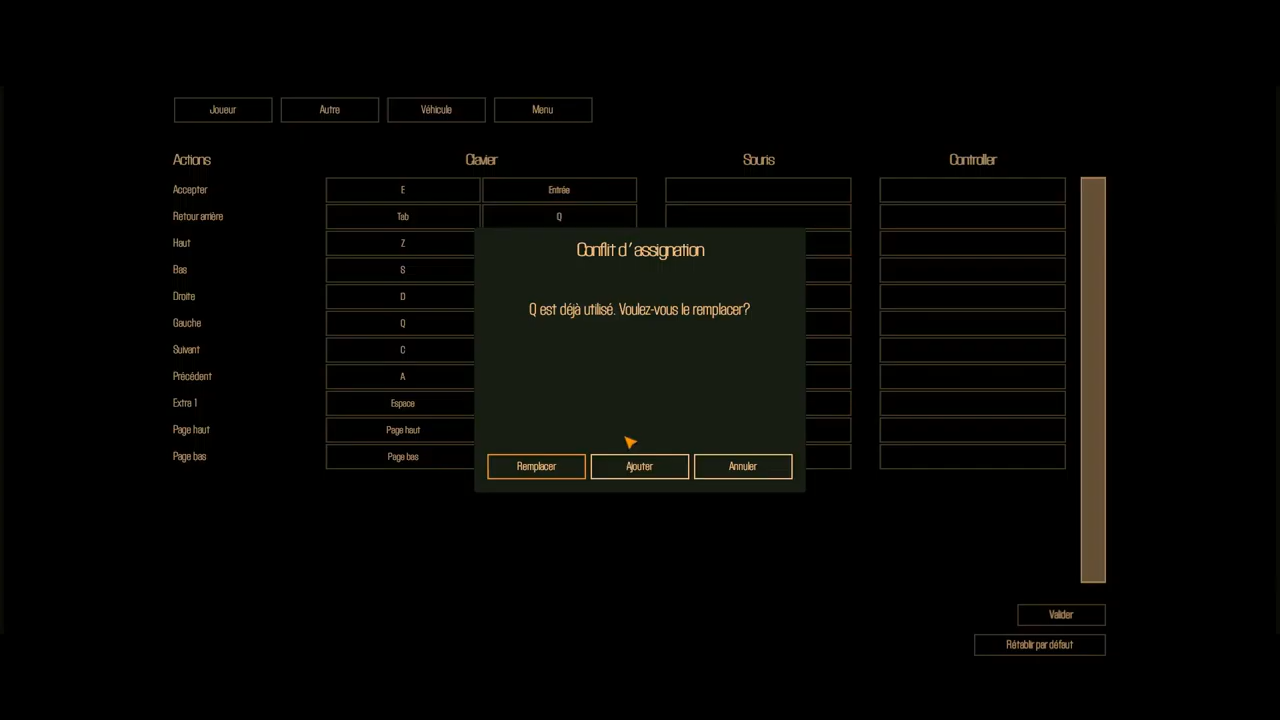 Joueur Autre Véhicule Menu
Actions Clavier Souris Controller
Accepter E Entrée
Retour arrière Tab Q
Haut Z
Conflit d'assignation
Bas S
Droite D
Q est déjà utilisé. Voulez-vous le remplacer?
Gauche Q
Suivant C
Précédent A
Extra 1 Espace
Page haut Page haut
Page bas Page bas
Remplacer Ajouter Annuler
Valider
Rétablir par défaut